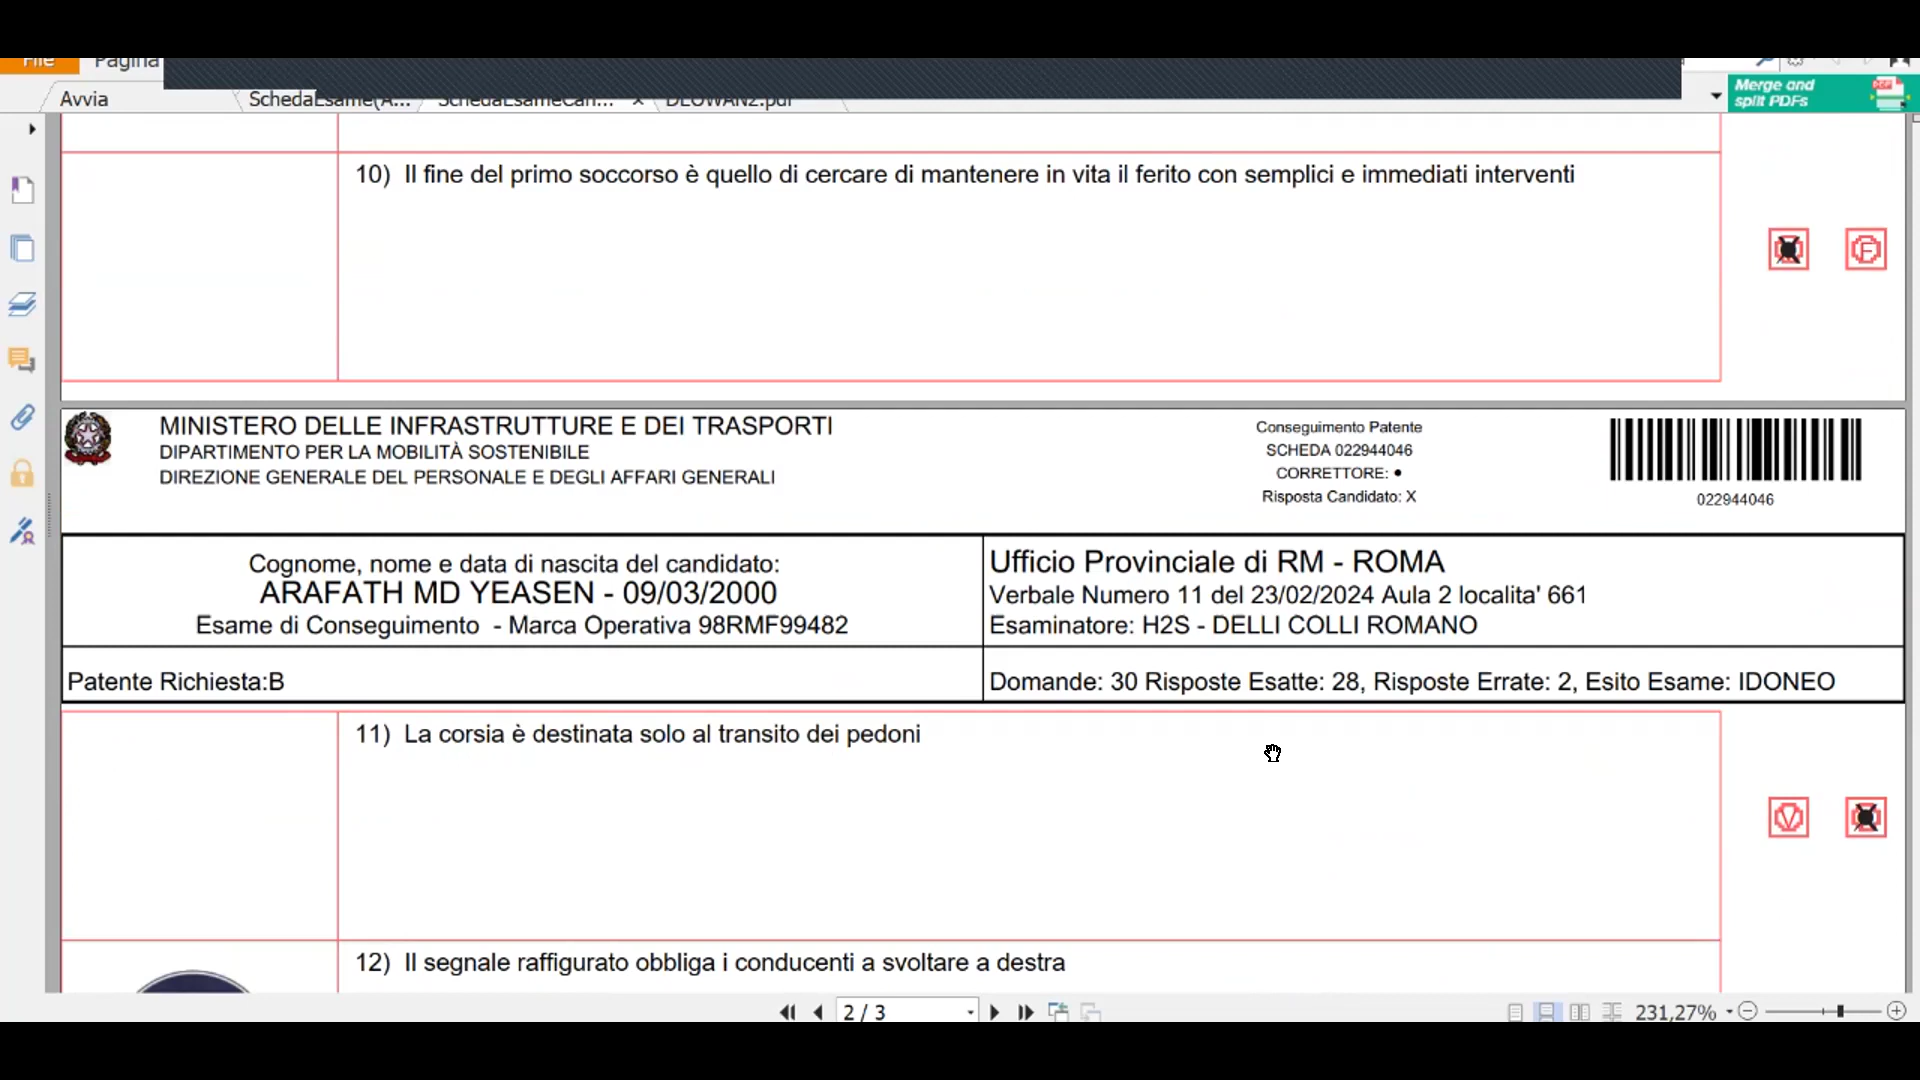 File Pagina
Merge and
split PDFs
Avvia SchedaEsame(A... SchedaEsameCan... ×
10) Il fine del primo soccorso è quello di cercare di mantenere in vita il ferito con semplici e immediati interventi
F
MINISTERO DELLE INFRASTRUTTURE E DEI TRASPORTI
DIPARTIMENTO PER LA MOBILITÀ SOSTENIBILE
DIREZIONE GENERALE DEL PERSONALE E DEGLI AFFARI GENERALI
Conseguimento Patente
SCHEDA 022944046
CORRETTORE: •
Risposta Candidato: X
022944046
Cognome, nome e data di nascita del candidato:
ARAFATH MD YEASEN - 09/03/2000
Esame di Conseguimento - Marca Operativa 98RMF99482
Ufficio Provinciale di RM - ROMA
Verbale Numero 11 del 23/02/2024 Aula 2 localita' 661
Esaminatore: H2S - DELLI COLLI ROMANO
Patente Richiesta:B
Domande: 30 Risposte Esatte: 28, Risposte Errate: 2, Esito Esame: IDONEO
11) La corsia è destinata solo al transito dei pedoni
V
12) Il segnale raffigurato obbliga i conducenti a svoltare a destra
2 / 3
231,27%